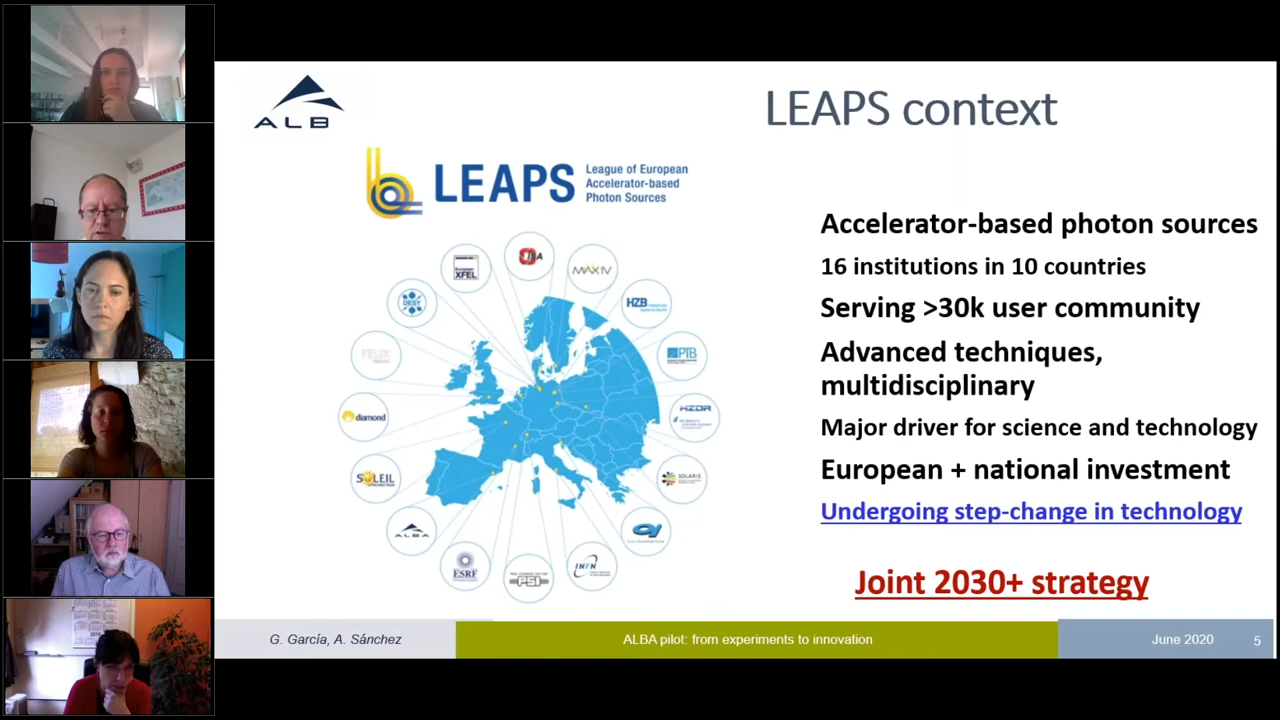 ALB
LEAPS context
LEAPS
League of European
Accelerator-based
Photon Sources
Accelerator-based photon sources
16 institutions in 10 countries
Serving >30k user community
Advanced techniques,
multidisciplinary
Major driver for science and technology
European + national investment
Undergoing step-change in technology
Joint 2030+ strategy
ISA
European
XFEL
MAX IV
DESY
HZB
FELIX
PTB
diamond
HZDR
SOLEIL
SOLARIS
ALBA
ESRF
PSI
INFN
G. García, A. Sánchez
ALBA pilot: from experiments to innovation
June 2020
5